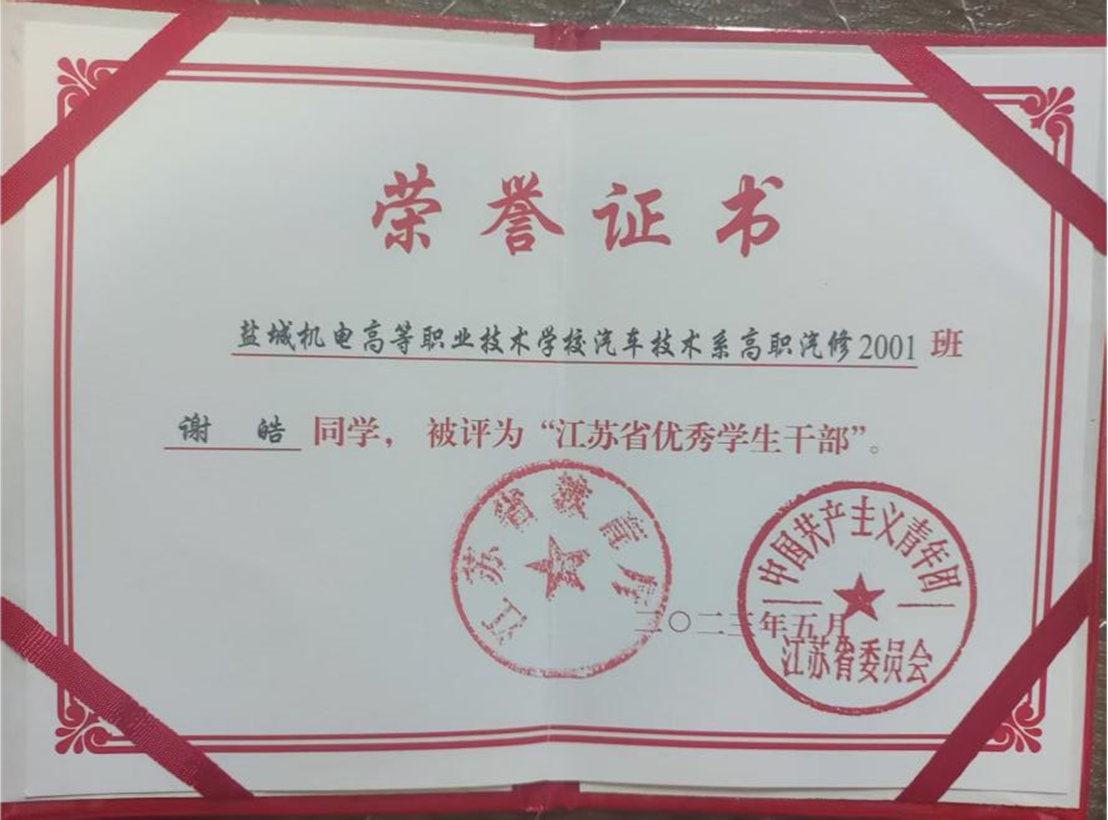 荣誉证书
盐城机电高等职业技术学校汽车技术系高职汽修2001 班
谢 皓 同学，被评为“江苏省优秀学生干部”。
江苏省教育厅
中国共产主义青年团
二〇二三年五月
江苏省委员会